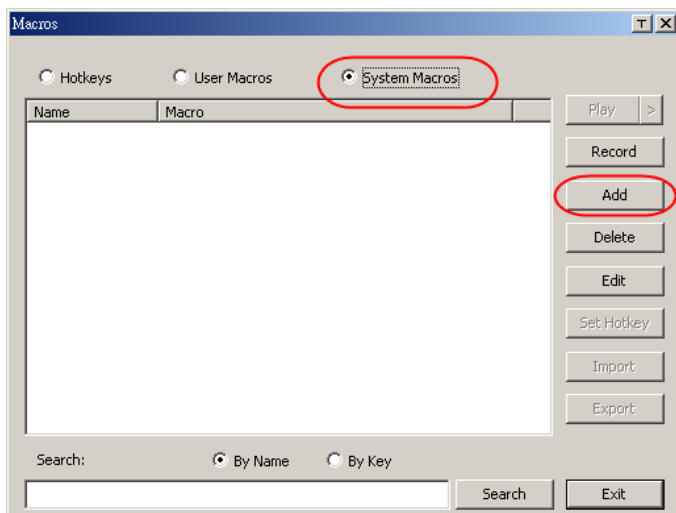 Macros
Hotkeys User Macros System Macros
Name Macro
Play >
Record
Add
Delete
Edit
Set Hotkey
Import
Export
Search: By Name By Key
Search Exit